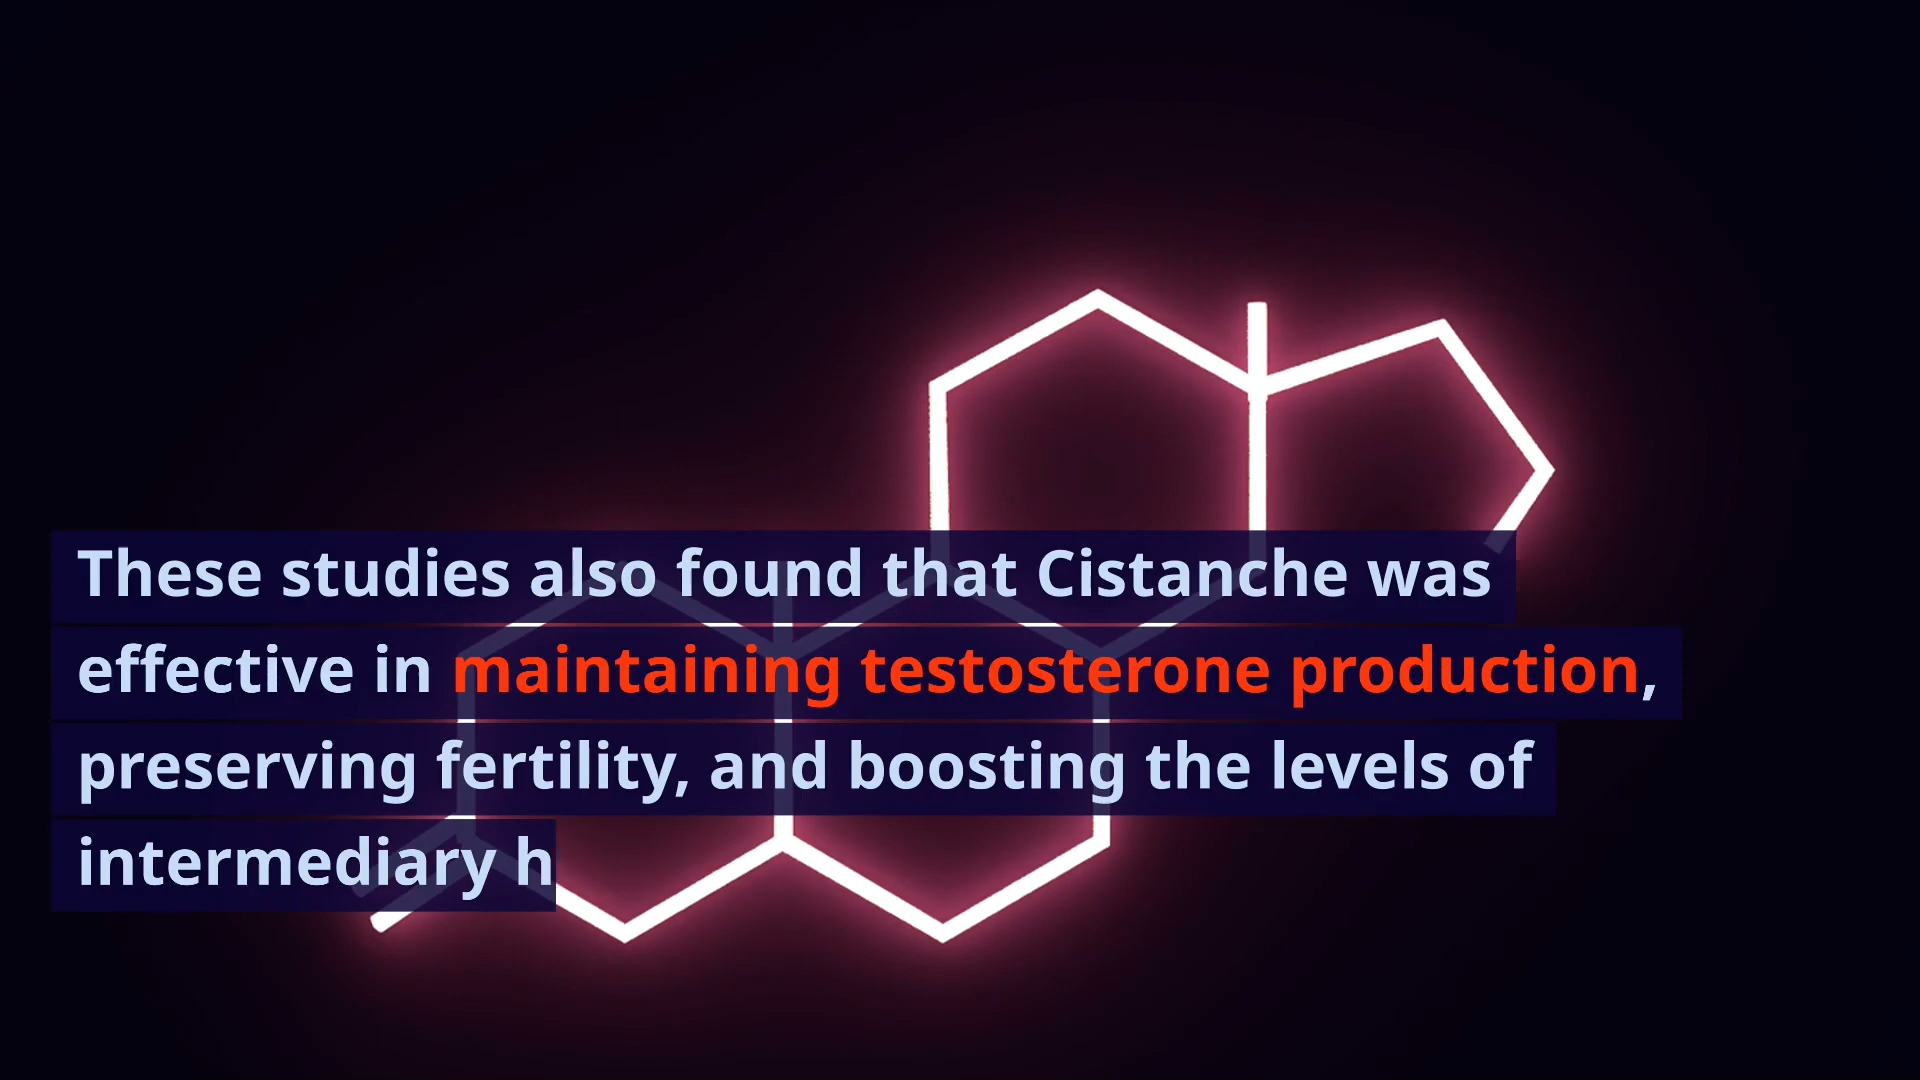 These studies also found that Cistanche was
effective in maintaining testosterone production,
preserving fertility, and boosting the levels of
intermediary h